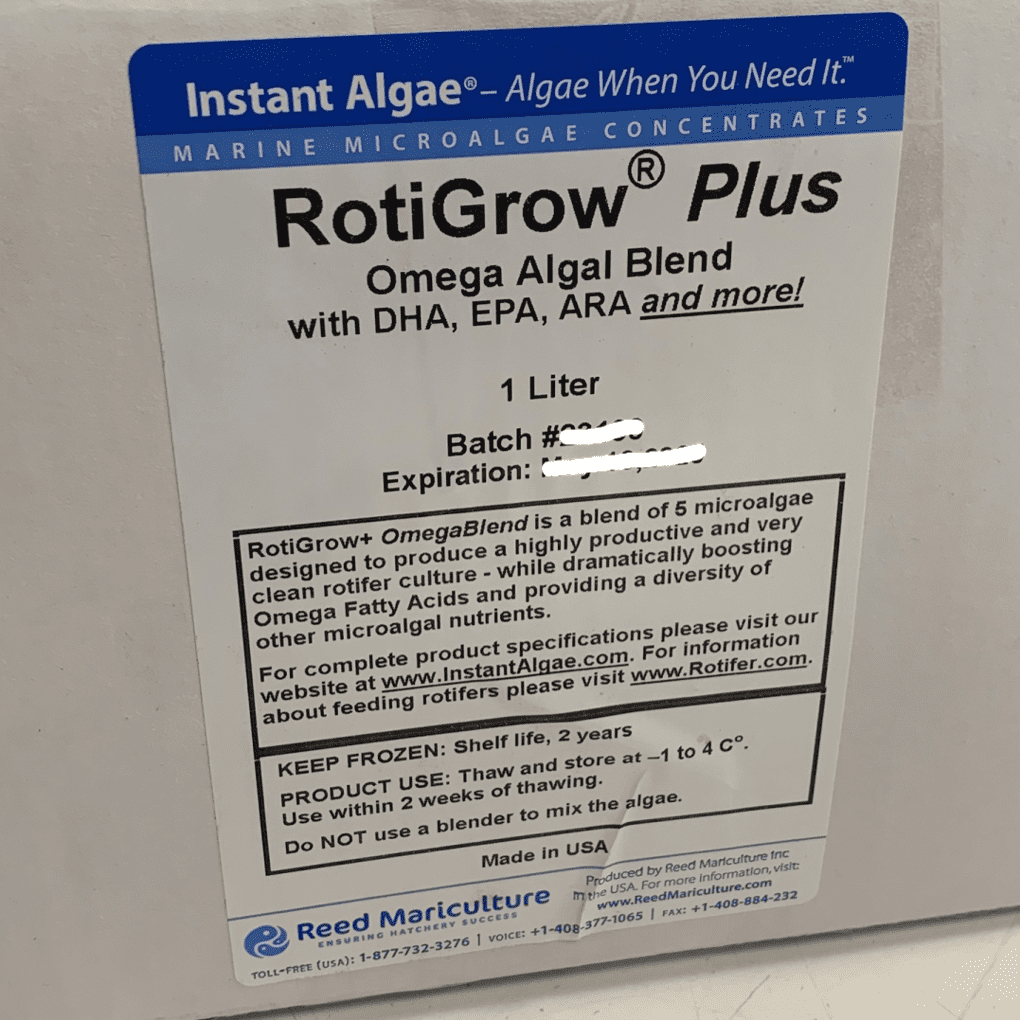 Instant Algae® – Algae When You Need It.™
MARINE MICROALGAE CONCENTRATES
RotiGrow® Plus
Omega Algal Blend
with DHA, EPA, ARA and more!
1 Liter
Batch #
Expiration:
RotiGrow+ OmegaBlend is a blend of 5 microalgae
designed to produce a highly productive and very
clean rotifer culture - while dramatically boosting
Omega Fatty Acids and providing a diversity of
other microalgal nutrients.
For complete product specifications please visit our
website at www.InstantAlgae.com. For information
about feeding rotifers please visit www.Rotifer.com.
KEEP FROZEN: Shelf life, 2 years
PRODUCT USE: Thaw and store at –1 to 4 C°.
Use within 2 weeks of thawing.
Do NOT use a blender to mix the algae.
Made in USA
Reed Mariculture
ENSURING HATCHERY SUCCESS
Produced by Reed Mariculture Inc
in the USA. For more information, visit:
www.ReedMariculture.com
TOLL-FREE (USA): 1-877-732-3276 | VOICE: +1-408-377-1065 | FAX: +1-408-884-232